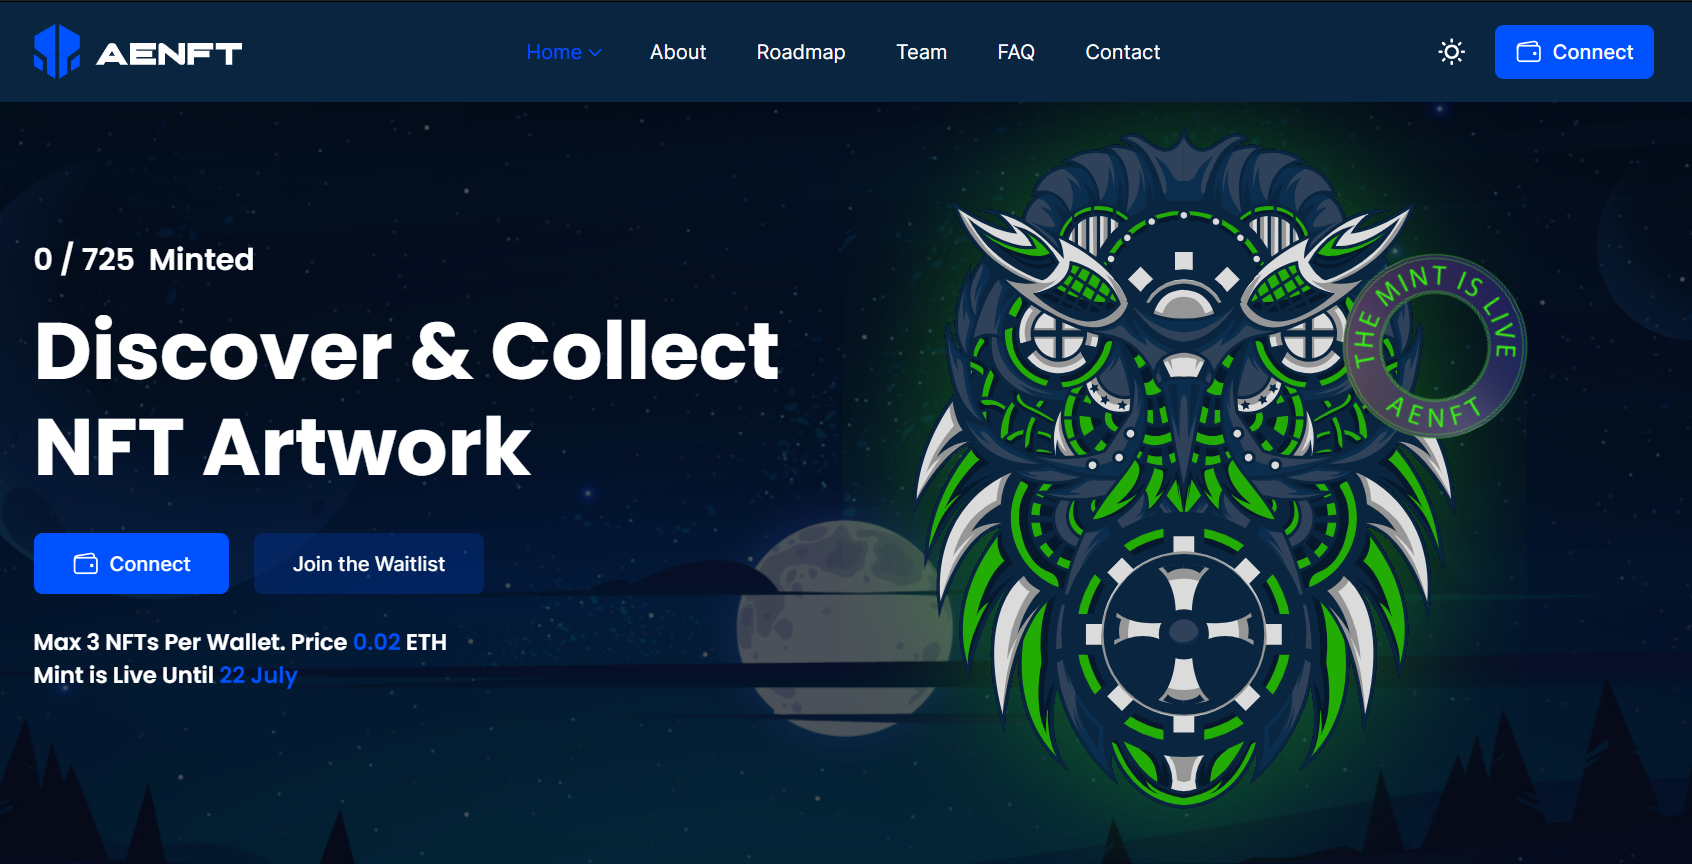 AENFT
Home
About
Roadmap
Team
FAQ
Contact
Connect
0 / 725 Minted
Discover & Collect
NFT Artwork
THE MINT IS LIVE
AENFT
Connect
Join the Waitlist
Max 3 NFTs Per Wallet. Price 0.02 ETH
Mint is Live Until 22 July